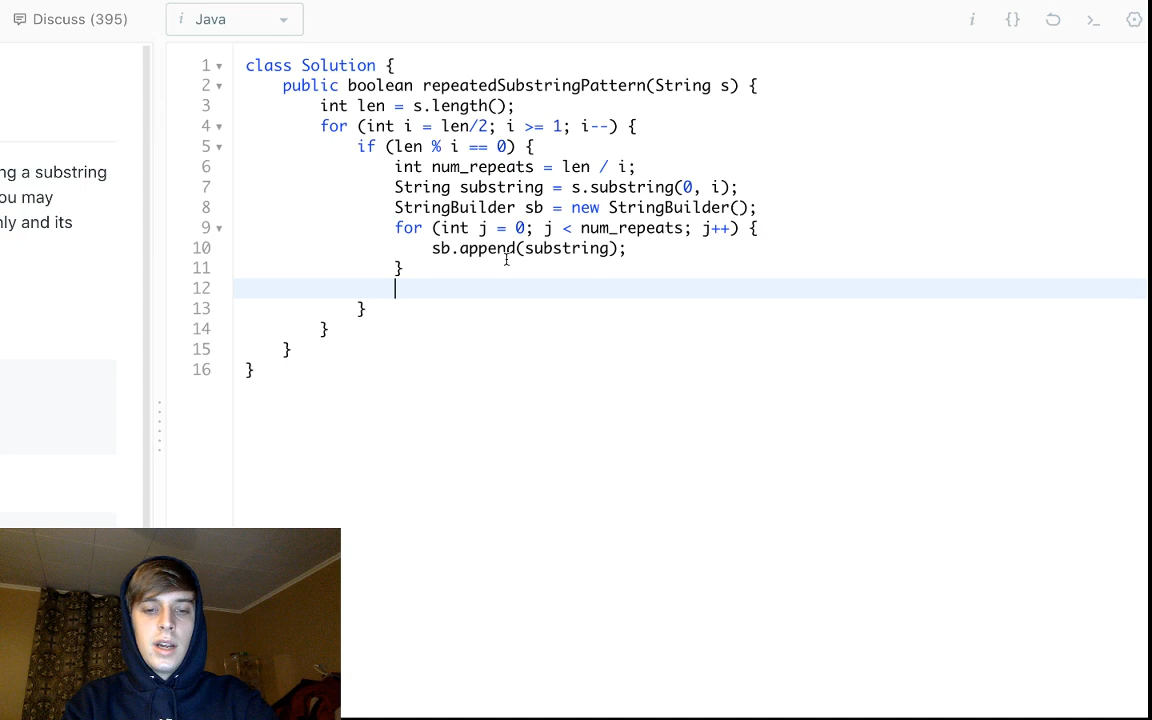 Discuss (395)
i Java
i {} >_
ng a substring
ou may
nly and its
1 class Solution {
2 public boolean repeatedSubstringPattern(String s) {
3 int len = s.length();
4 for (int i = len/2; i >= 1; i--) {
5 if (len % i == 0) {
6 int num_repeats = len / i;
7 String substring = s.substring(0, i);
8 StringBuilder sb = new StringBuilder();
9 for (int j = 0; j < num_repeats; j++) {
10 sb.append(substring);
11 }
12
13 }
14 }
15 }
16 }